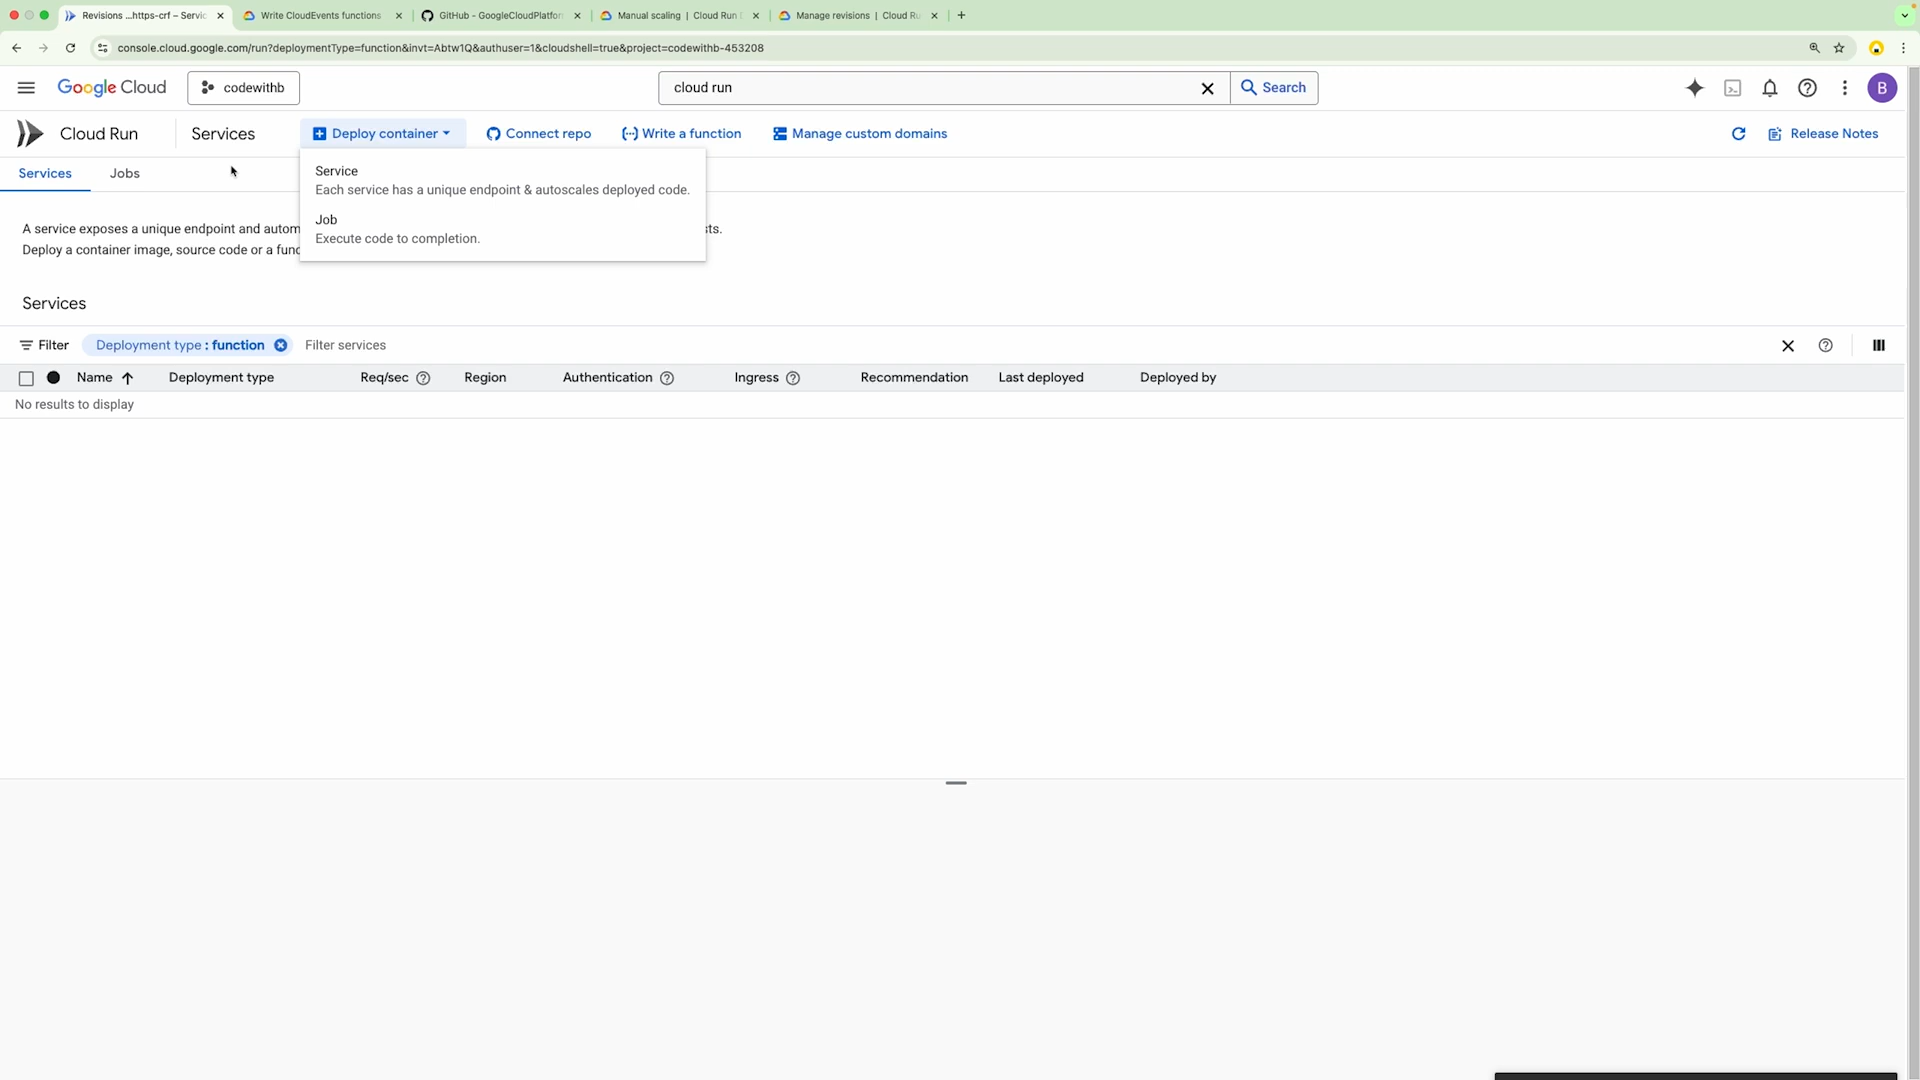 Revisions ...https-crf – Servic
Write CloudEvents functions
GitHub - GoogleCloudPlatfor
Manual scaling | Cloud Run
Manage revisions | Cloud Ru
console.cloud.google.com/run?deploymentType=function&invt=Abtw1Q&authuser=1&cloudshell=true&project=codewithb-453208
Google Cloud
codewithb
cloud run
Search
B
Cloud Run
Services
Deploy container
Connect repo
Write a function
Manage custom domains
Release Notes
Services
Jobs
Service
Each service has a unique endpoint & autoscales deployed code.
Job
Execute code to completion.
A service exposes a unique endpoint and autom
sts.
Deploy a container image, source code or a func
Services
Filter
Deployment type : function
Filter services
Name
Deployment type
Req/sec
Region
Authentication
Ingress
Recommendation
Last deployed
Deployed by
No results to display